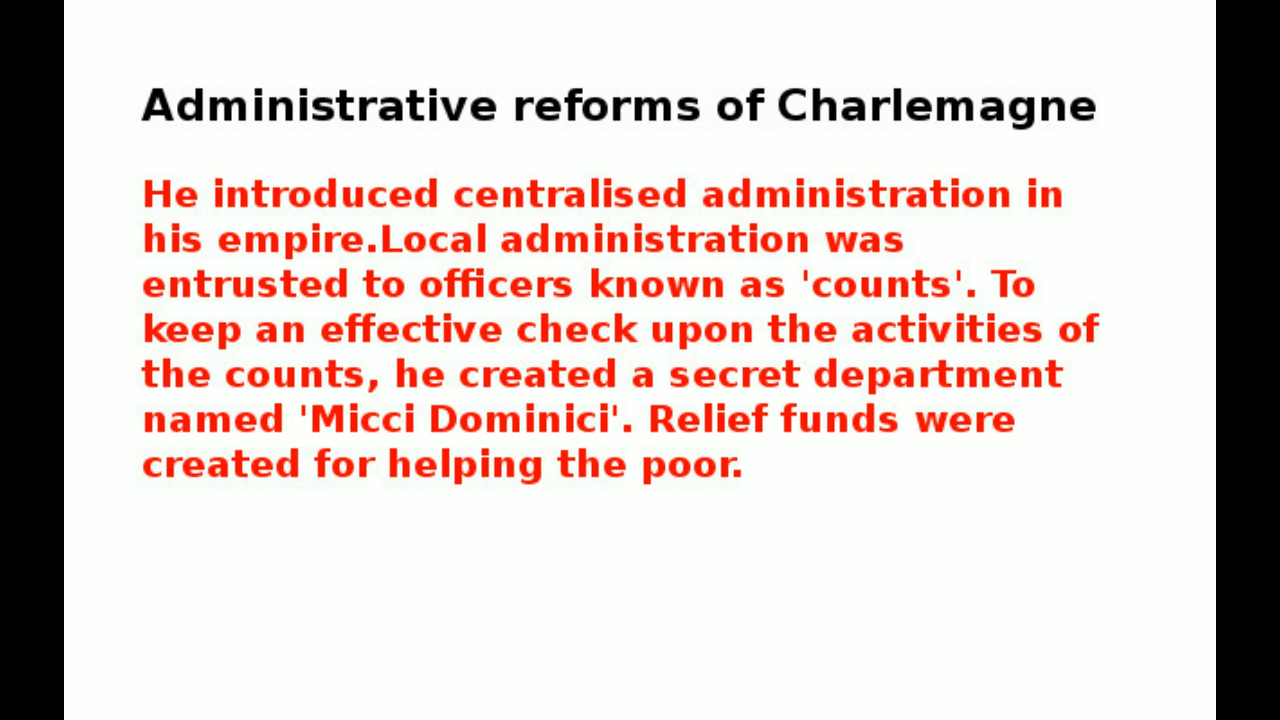 Administrative reforms of Charlemagne
He introduced centralised administration in
his empire.Local administration was
entrusted to officers known as 'counts'. To
keep an effective check upon the activities of
the counts, he created a secret department
named 'Micci Dominici'. Relief funds were
created for helping the poor.